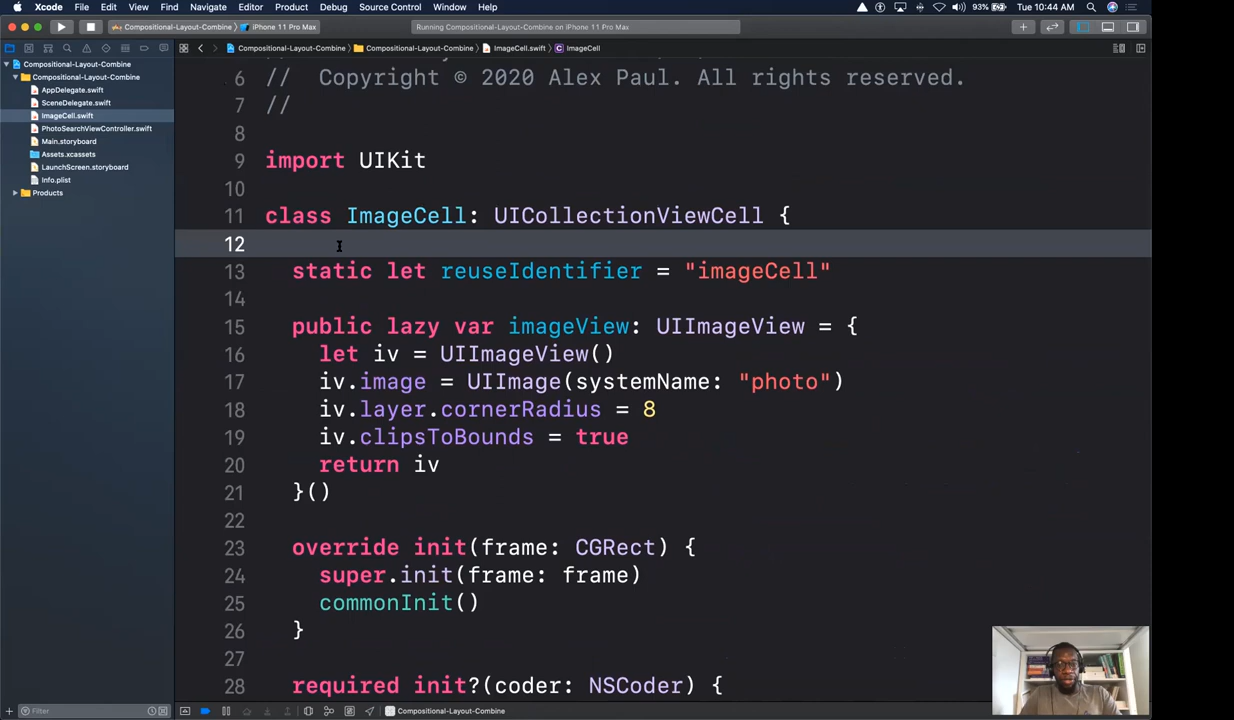 Xcode File Edit View Find Navigate Editor Product Debug Source Control Window Help 93% Tue 10:44 AM
Compositional-Layout-Combine iPhone 11 Pro Max Running Compositional-Layout-Combine on iPhone 11 Pro Max
Compositional-Layout-Combine Compositional-Layout-Combine ImageCell.swift C ImageCell
Compositional-Layout-Combine
Compositional-Layout-Combine
AppDelegate.swift
SceneDelegate.swift
ImageCell.swift
PhotoSearchViewController.swift
Main.storyboard
Assets.xcassets
LaunchScreen.storyboard
Info.plist
Products
6 // Copyright © 2020 Alex Paul. All rights reserved.
7 //
8
9 import UIKit
10
11 class ImageCell: UICollectionViewCell {
12
13 static let reuseIdentifier = "imageCell"
14
15 public lazy var imageView: UIImageView = {
16 let iv = UIImageView()
17 iv.image = UIImage(systemName: "photo")
18 iv.layer.cornerRadius = 8
19 iv.clipsToBounds = true
20 return iv
21 }()
22
23 override init(frame: CGRect) {
24 super.init(frame: frame)
25 commonInit()
26 }
27
28 required init?(coder: NSCoder) {
Filter
Compositional-Layout-Combine